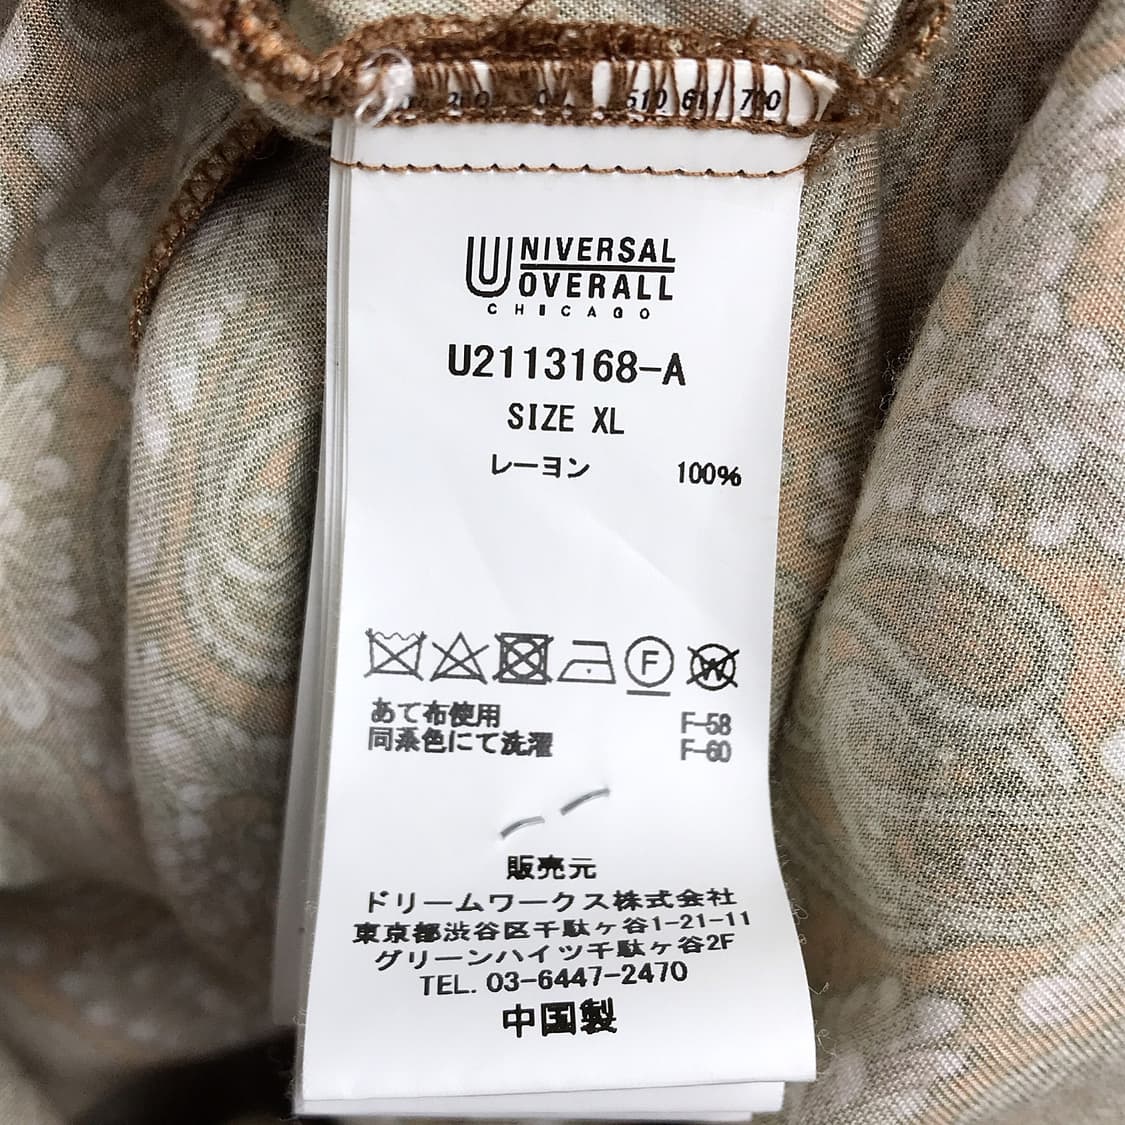 510 611 700
UNIVERSAL
OVERALL
CHICAGO
U2113168-A
SIZE XL
レーヨン 100%
F W
あて布使用 F-58
同系色にて洗濯 F-60
販売元
ドリームワークス株式会社
東京都渋谷区千駄ヶ谷1-21-11
グリーンハイツ千駄ヶ谷2F
TEL. 03-6447-2470
中国製